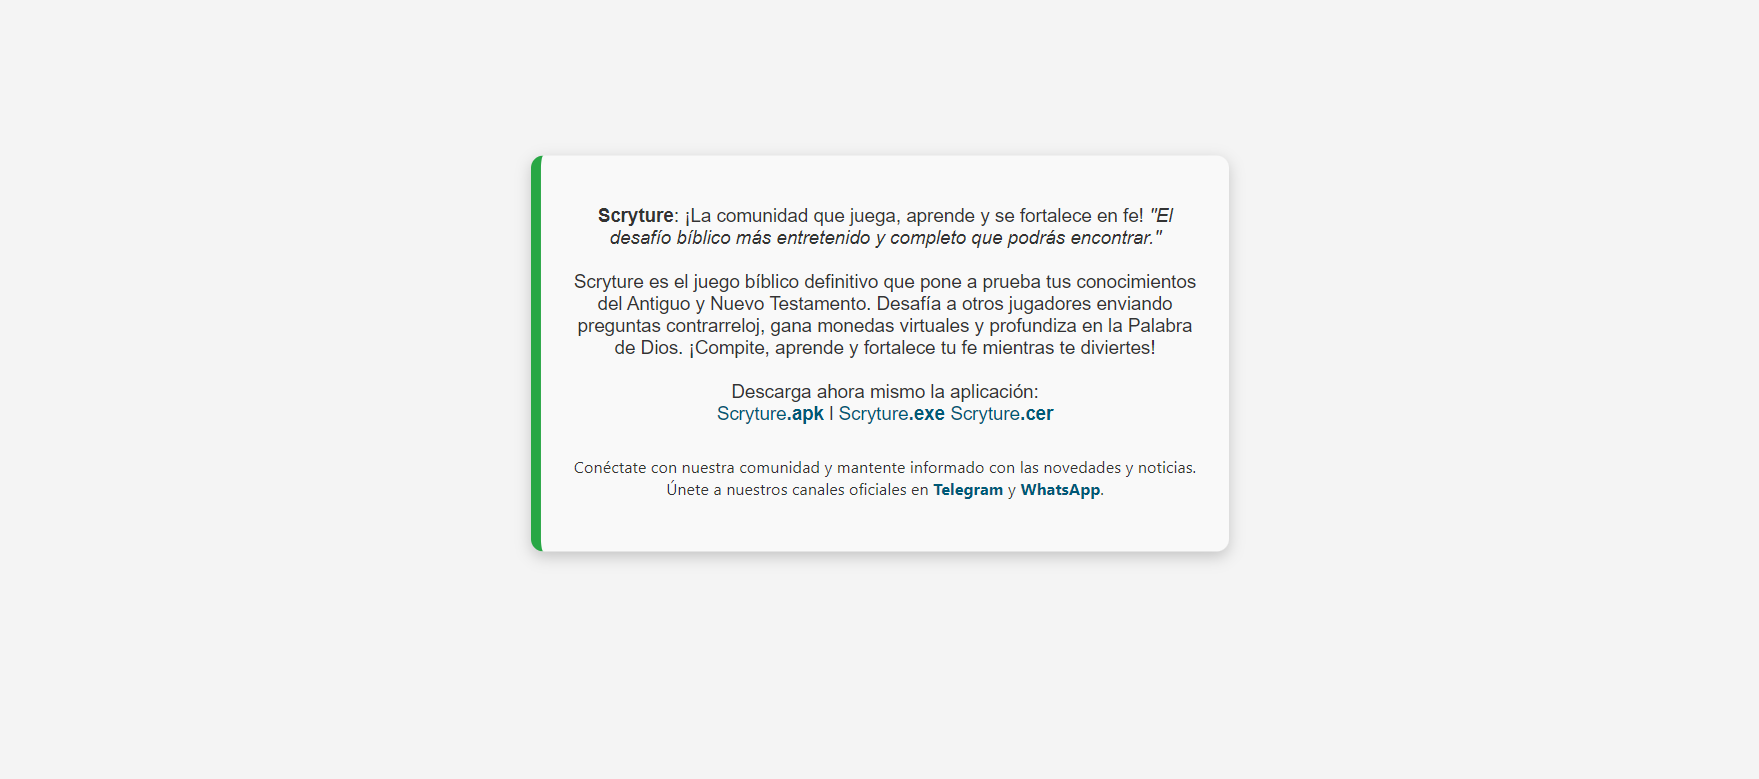 Scryture: ¡La comunidad que juega, aprende y se fortalece en fe! "El
desafío bíblico más entretenido y completo que podrás encontrar."
Scryture es el juego bíblico definitivo que pone a prueba tus conocimientos
del Antiguo y Nuevo Testamento. Desafía a otros jugadores enviando
preguntas contrarreloj, gana monedas virtuales y profundiza en la Palabra
de Dios. ¡Compite, aprende y fortalece tu fe mientras te diviertes!
Descarga ahora mismo la aplicación:
Scryture.apk l Scryture.exe Scryture.cer
Conéctate con nuestra comunidad y mantente informado con las novedades y noticias.
Únete a nuestros canales oficiales en Telegram y WhatsApp.